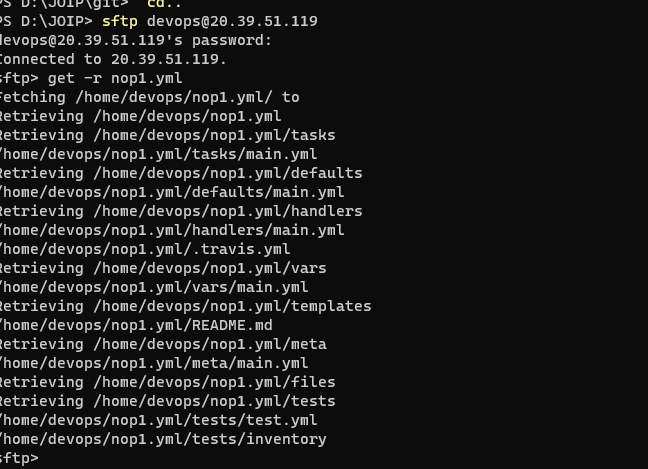 PS D:\JOIP\git>  cd..
PS D:\JOIP> sftp devops@20.39.51.119
devops@20.39.51.119's password:
Connected to 20.39.51.119.
sftp> get -r nop1.yml
Fetching /home/devops/nop1.yml/ to
Retrieving /home/devops/nop1.yml
Retrieving /home/devops/nop1.yml/tasks
/home/devops/nop1.yml/tasks/main.yml
Retrieving /home/devops/nop1.yml/defaults
/home/devops/nop1.yml/defaults/main.yml
Retrieving /home/devops/nop1.yml/handlers
/home/devops/nop1.yml/handlers/main.yml
/home/devops/nop1.yml/.travis.yml
Retrieving /home/devops/nop1.yml/vars
/home/devops/nop1.yml/vars/main.yml
Retrieving /home/devops/nop1.yml/templates
/home/devops/nop1.yml/README.md
Retrieving /home/devops/nop1.yml/meta
/home/devops/nop1.yml/meta/main.yml
Retrieving /home/devops/nop1.yml/files
Retrieving /home/devops/nop1.yml/tests
/home/devops/nop1.yml/tests/test.yml
/home/devops/nop1.yml/tests/inventory
sftp>